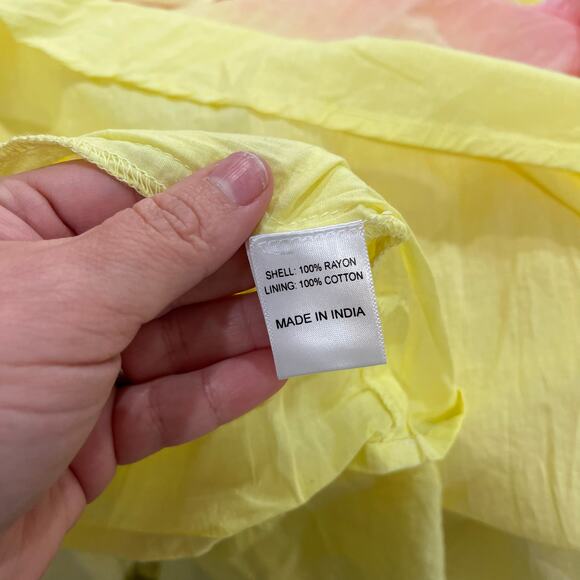 SHELL: 100% RAYON
LINING: 100% COTTON
MADE IN INDIA